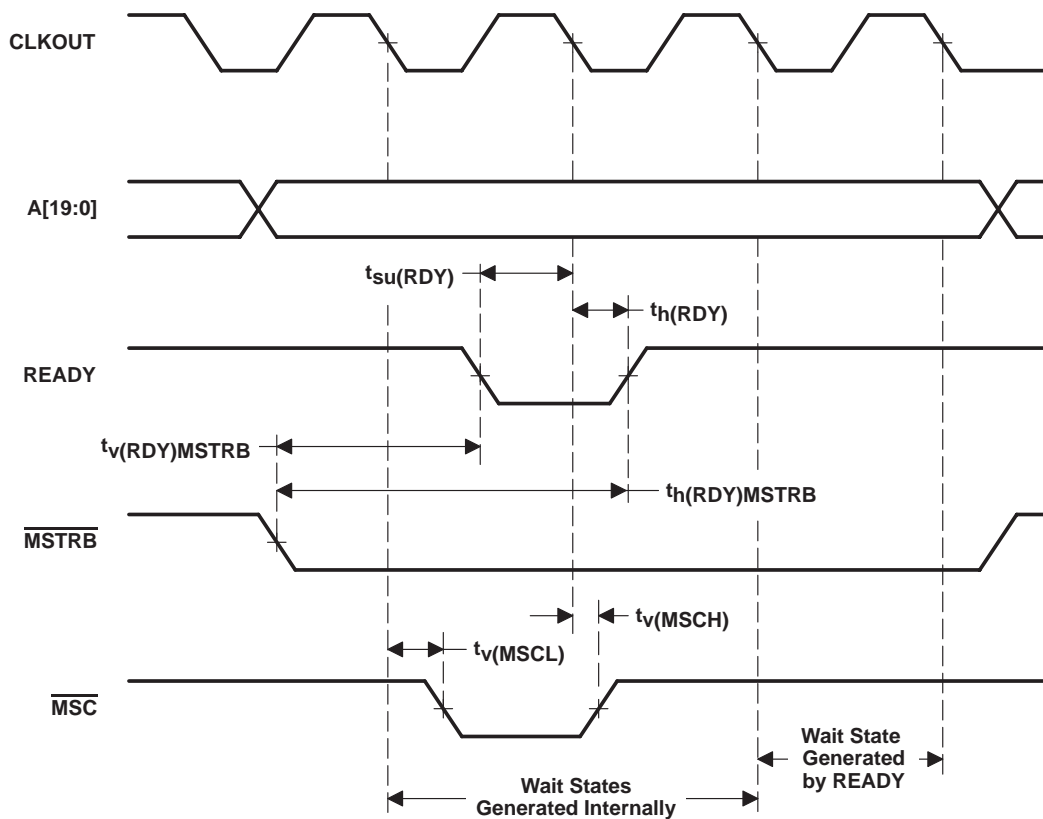 CLKOUT
A[19:0]
tsu(RDY)
th(RDY)
READY
tv(RDY)MSTRB
th(RDY)MSTRB
MSTRB
tv(MSCH)
tv(MSCL)
MSC
Wait State
Generated
by READY
Wait States
Generated Internally